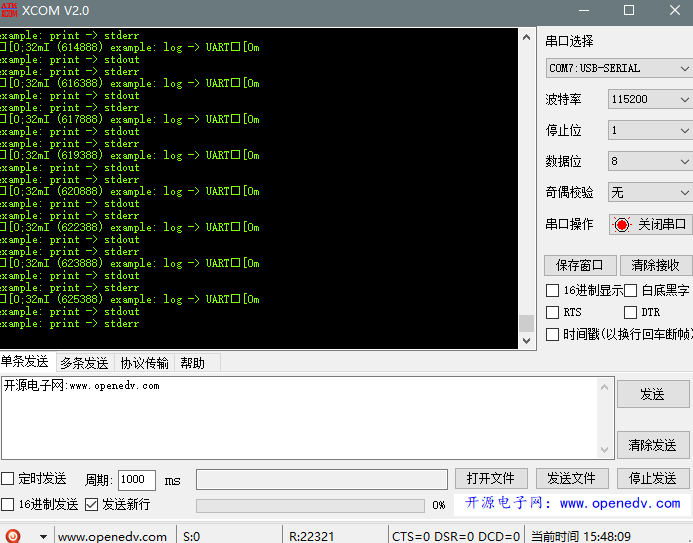 ATK
XCOM
XCOM V2.0
example: print -> stderr
[0;32mI (614888) example: log -> UART[0m
example: print -> stdout
example: print -> stderr
[0;32mI (616388) example: log -> UART[0m
example: print -> stdout
example: print -> stderr
[0;32mI (617888) example: log -> UART[0m
example: print -> stdout
example: print -> stderr
[0;32mI (619388) example: log -> UART[0m
example: print -> stdout
example: print -> stderr
[0;32mI (620888) example: log -> UART[0m
example: print -> stdout
example: print -> stderr
[0;32mI (622388) example: log -> UART[0m
example: print -> stdout
example: print -> stderr
[0;32mI (623888) example: log -> UART[0m
example: print -> stdout
example: print -> stderr
[0;32mI (625388) example: log -> UART[0m
example: print -> stdout
example: print -> stderr
串口选择
COM7:USB-SERIAL
波特率 115200
停止位 1
数据位 8
奇偶校验 无
串口操作 关闭串口
保存窗口 清除接收
16进制显示 白底黑字
RTS DTR
时间戳(以换行回车断帧)
单条发送 多条发送 协议传输 帮助
开源电子网:www.openedv.com
发送
清除发送
定时发送 周期: 1000 ms 打开文件 发送文件 停止发送
16进制发送 发送新行 0% 开源电子网：www.openedv.com
www.openedv.com S:0 R:22321 CTS=0 DSR=0 DCD=0 当前时间 15:48:09